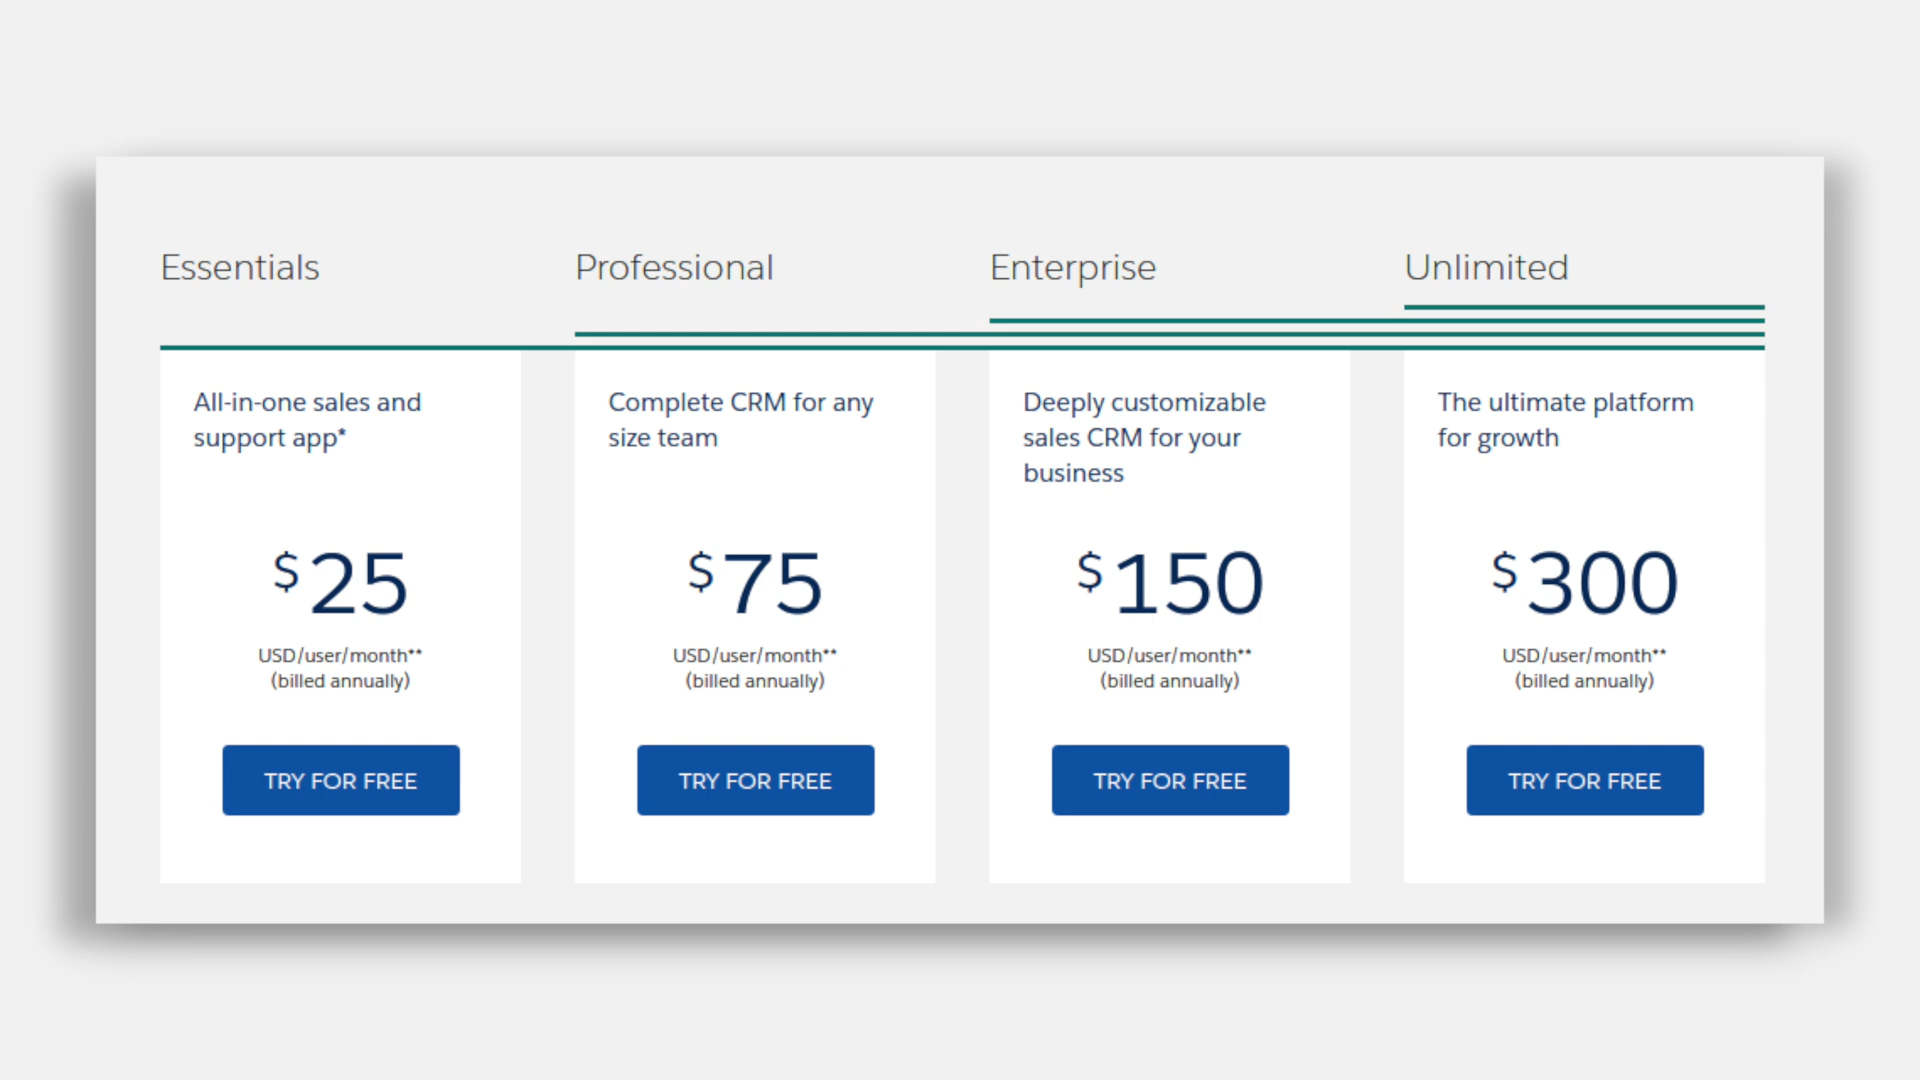 Essentials
All-in-one sales and
support app*
$25
USD/user/month**
(billed annually)
TRY FOR FREE
Professional
Complete CRM for any
size team
$75
USD/user/month**
(billed annually)
TRY FOR FREE
Enterprise
Deeply customizable
sales CRM for your
business
$150
USD/user/month**
(billed annually)
TRY FOR FREE
Unlimited
The ultimate platform
for growth
$300
USD/user/month**
(billed annually)
TRY FOR FREE